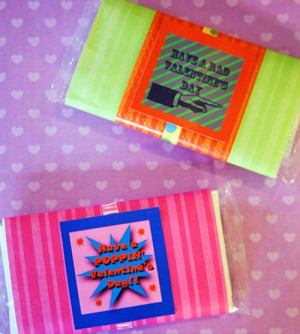 HAVE A RAD
VALENTINE'S
DAY
Have a
POPPIN'
Valentine's
Day!!